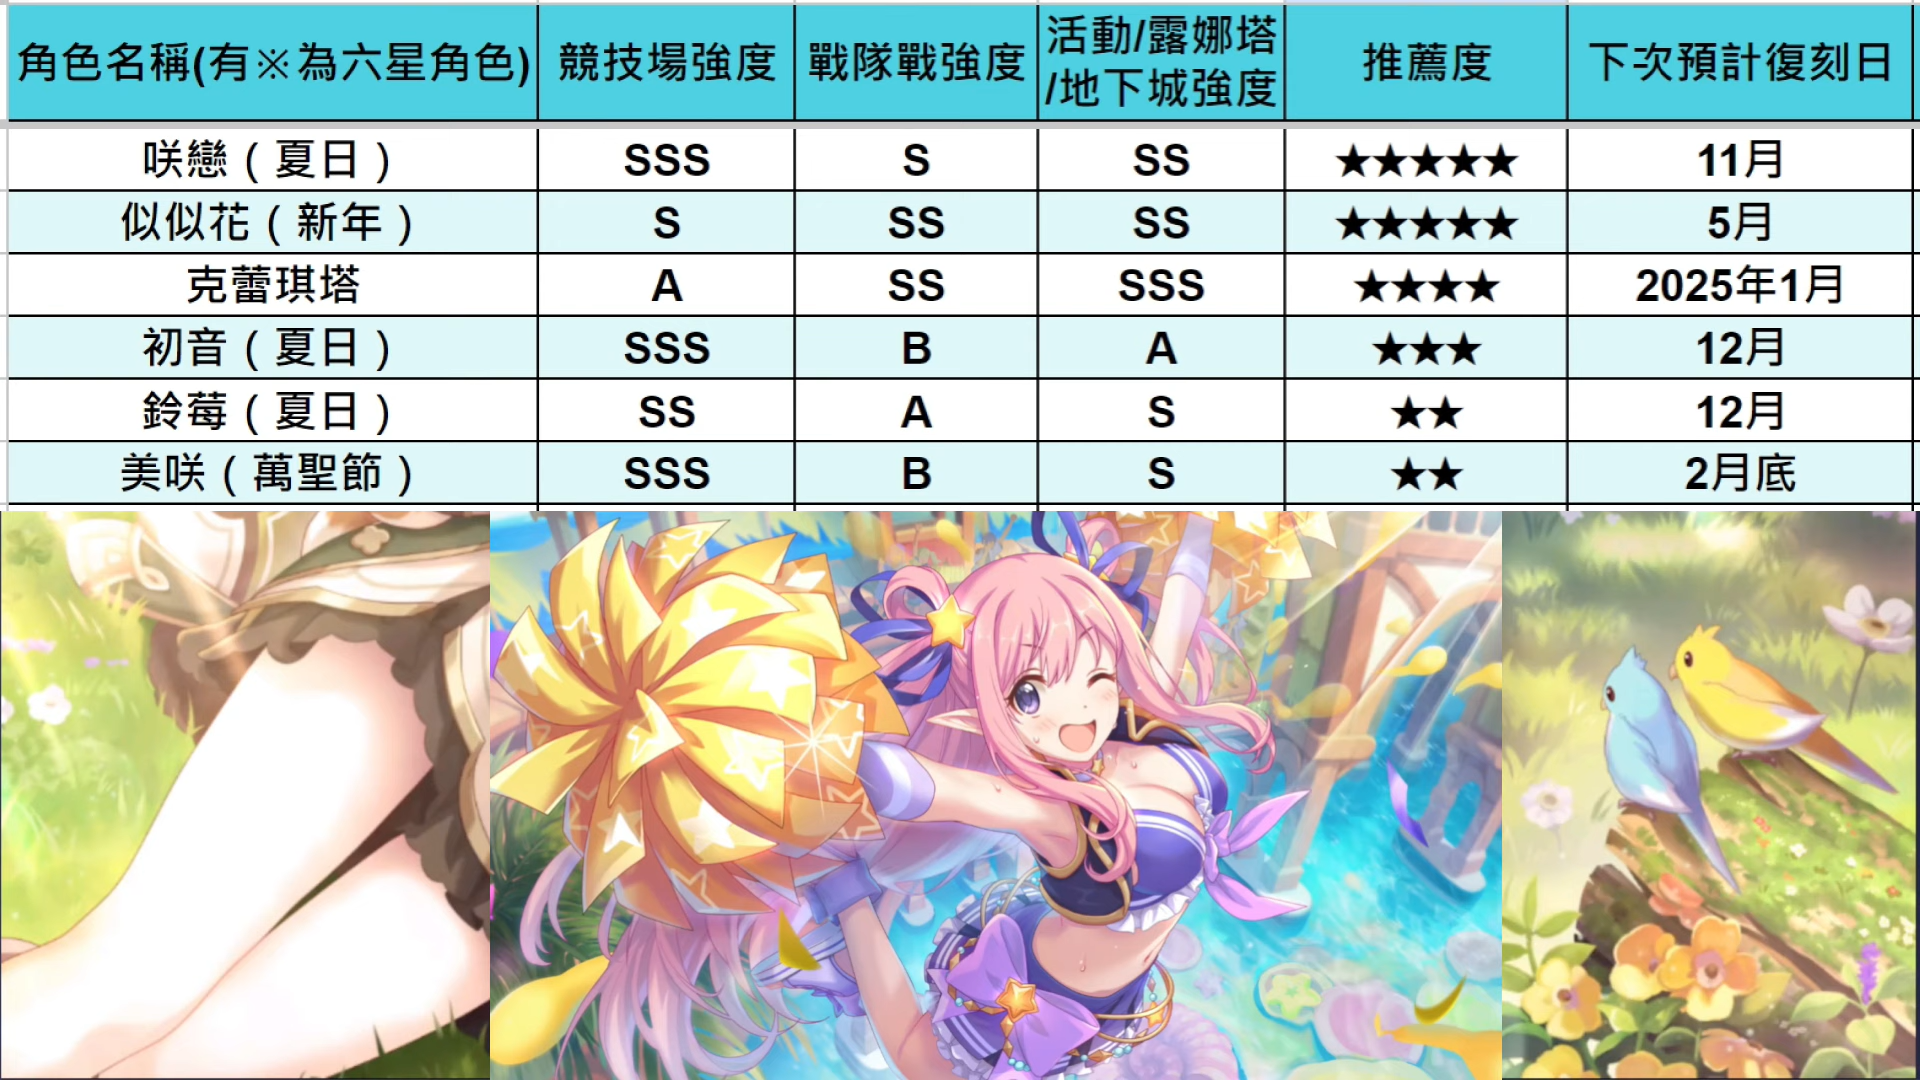 角色名稱(有※為六星角色) 競技場強度 戰隊戰強度 活動/露娜塔/地下城強度 推薦度 下次預計復刻日
咲戀（夏日） SSS S SS ★★★★★ 11月
似似花（新年） S SS SS ★★★★★ 5月
克蕾琪塔 A SS SSS ★★★★ 2025年1月
初音（夏日） SSS B A ★★★ 12月
鈴莓（夏日） SS A S ★★ 12月
美咲（萬聖節） SSS B S ★★ 2月底